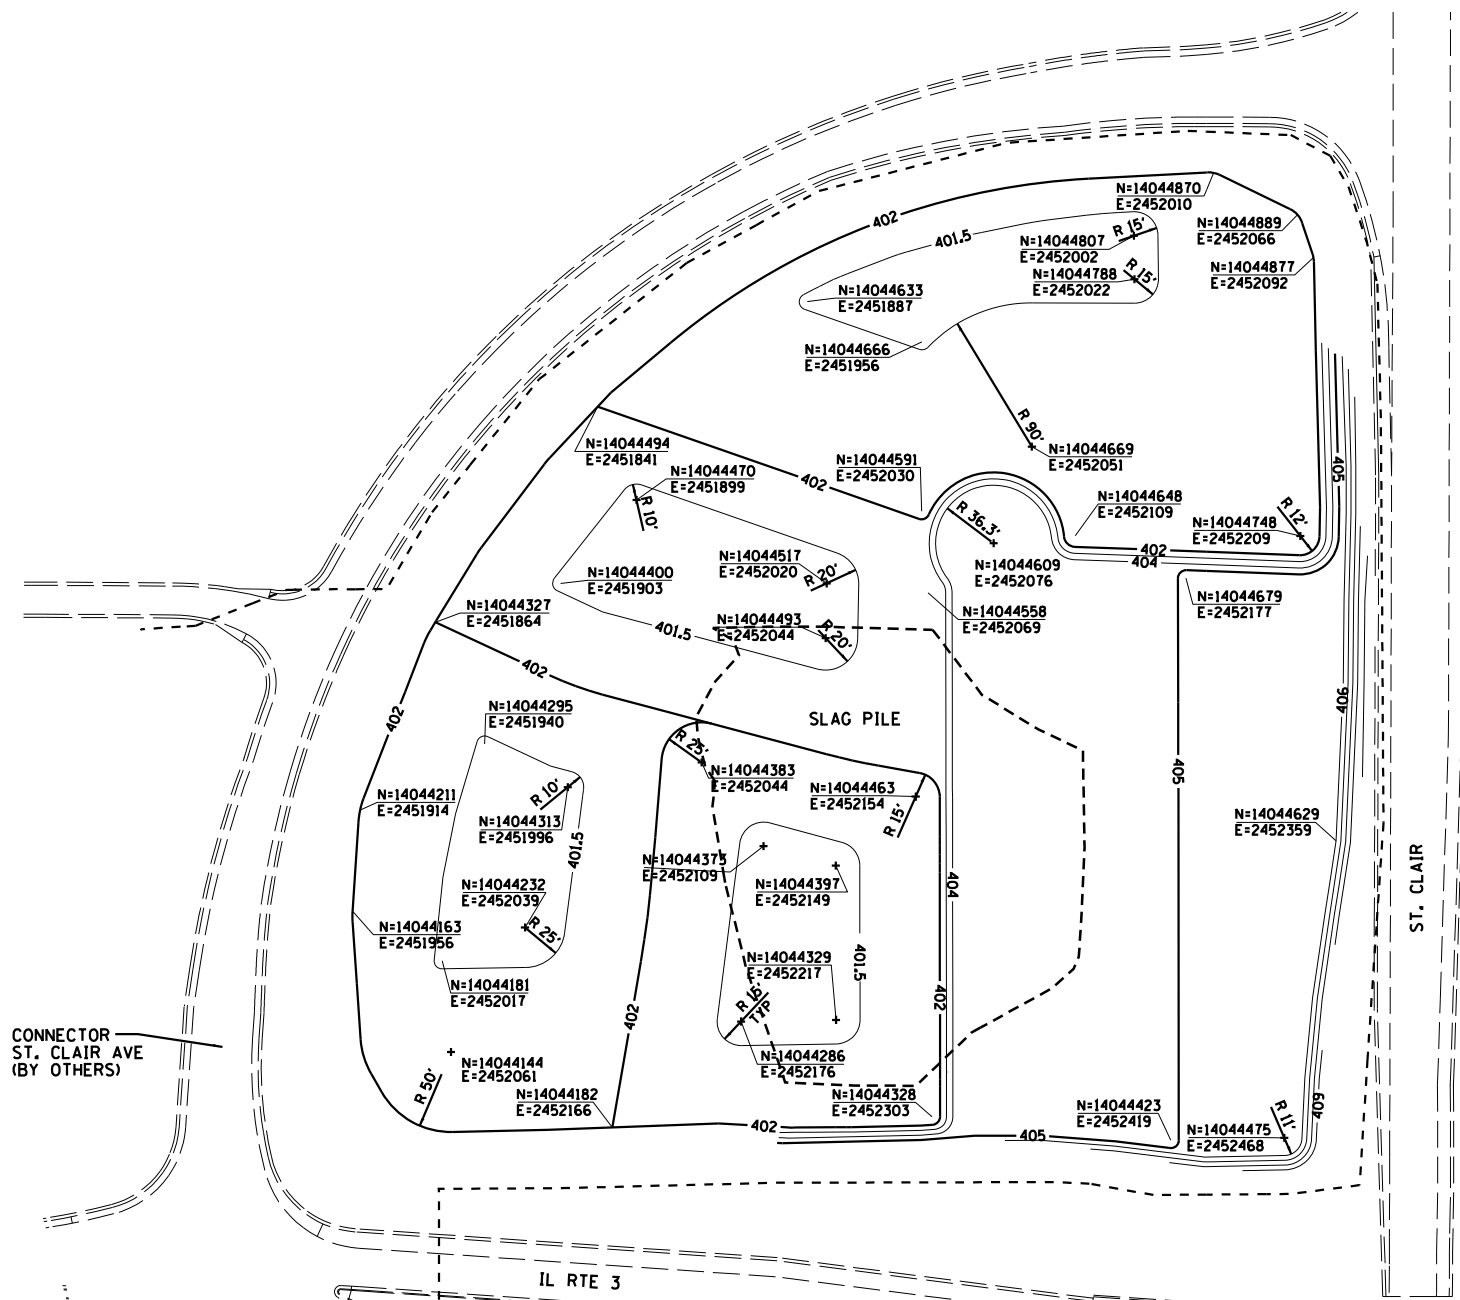 N=14044870
E=2452010
402
R 15'
N=14044889
E=2452066
401.5
N=14044807
E=2452002
N=14044877
E=2452092
N=14044788
E=2452022
R 15'
N=14044633
E=2451887
N=14044666
E=2451956
R 90'
N=14044494
E=2451841
N=14044669
E=2452051
N=14044591
E=2452030
N=14044470
E=2451899
405
402
R 10'
N=14044648
E=2452109
R 36.3'
R 12'
N=14044748
E=2452209
402
404
N=14044517
E=2452020
N=14044609
E=2452076
R 20'
N=14044400
E=2451903
N=14044679
E=2452177
N=14044327
E=2451864
N=14044558
E=2452069
N=14044493
E=2452044
401.5
R 20'
402
406
N=14044295
E=2451940
402
SLAG PILE
R 25'
405
N=14044383
E=2452044
N=14044463
E=2452154
R 10'
N=14044211
E=2451914
R 15'
N=14044313
E=2451996
N=14044629
E=2452359
401.5
N=14044373
E=2452109
ST. CLAIR
N=14044232
E=2452039
N=14044397
E=2452149
404
N=14044163
E=2451956
R 25'
N=14044329
E=2452217
401.5
N=14044181
E=2452017
R 15'
TYP
402
402
CONNECTOR
ST. CLAIR AVE
(BY OTHERS)
N=14044144
E=2452061
N=14044286
E=2452176
R 50'
N=14044182
E=2452166
N=14044328
E=2452303
402
N=14044423
E=2452419
405
R 11'
409
N=14044475
E=2452468
IL RTE 3